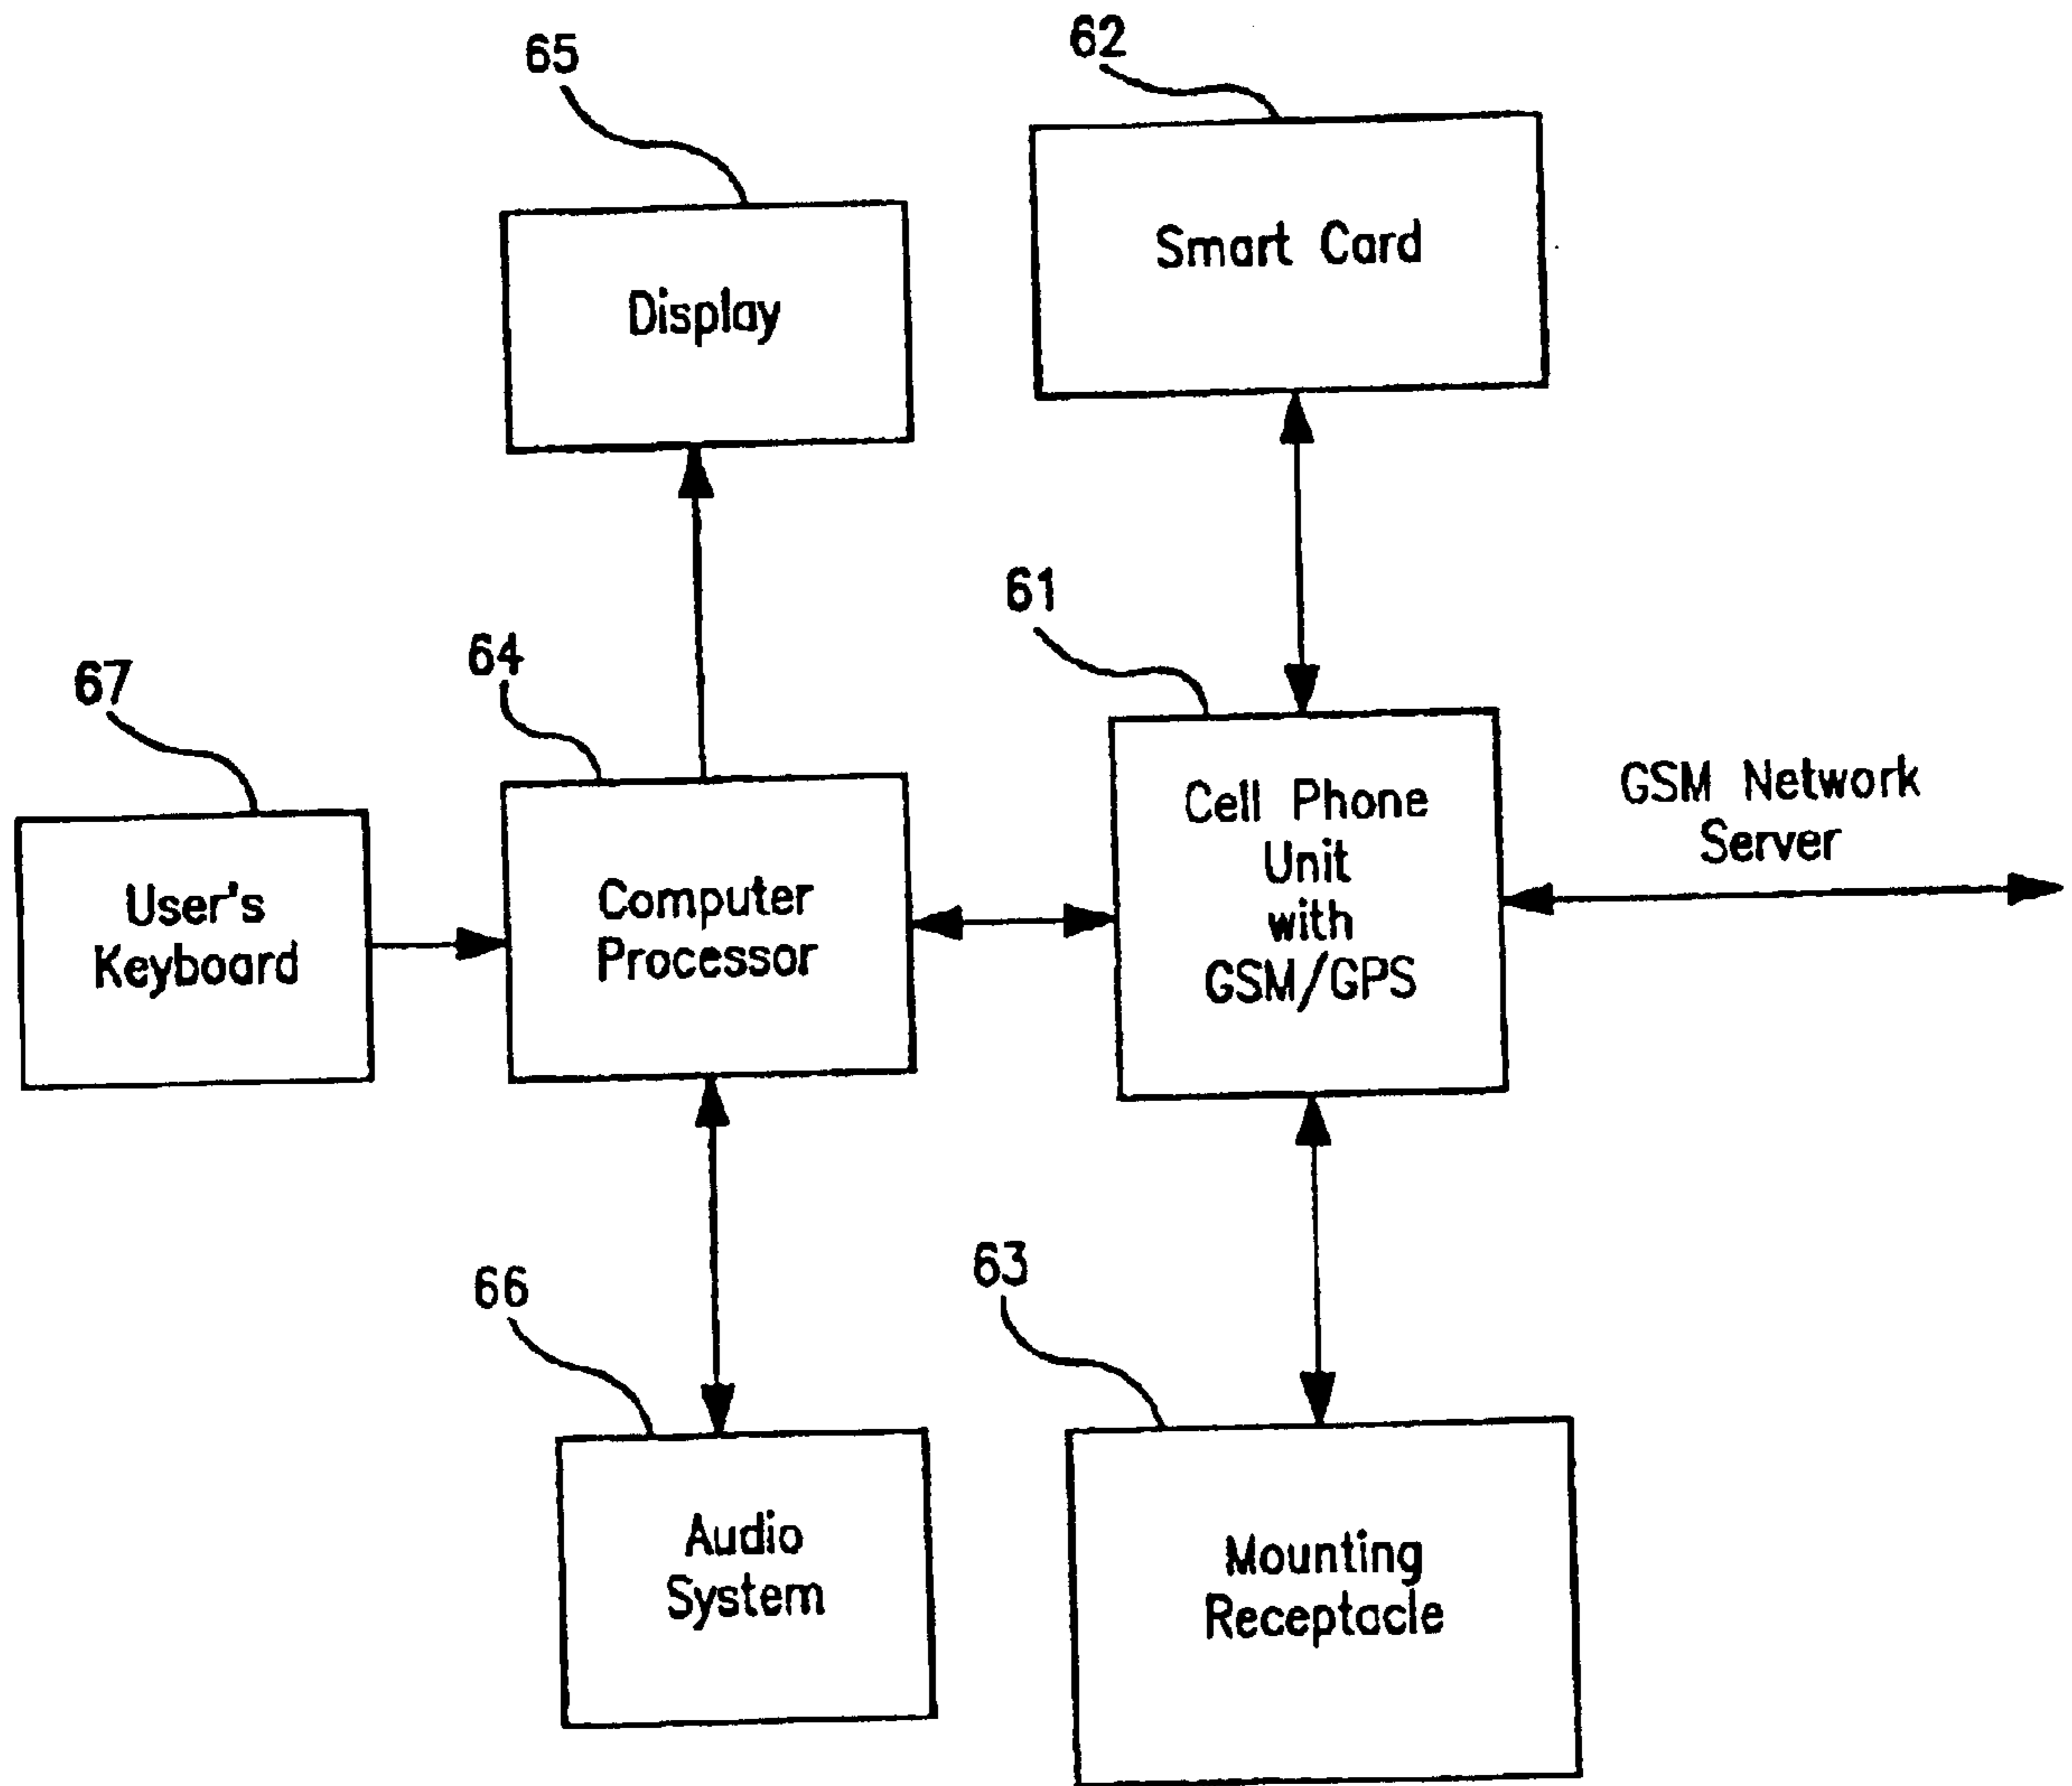 65
62
Display
Smart Card
61
64
67
Cell Phone
Unit
with
GSM/GPS
GSM Network
Server
Computer
Processor
User's
Keyboard
66
63
Audio
System
Mounting
Receptacle